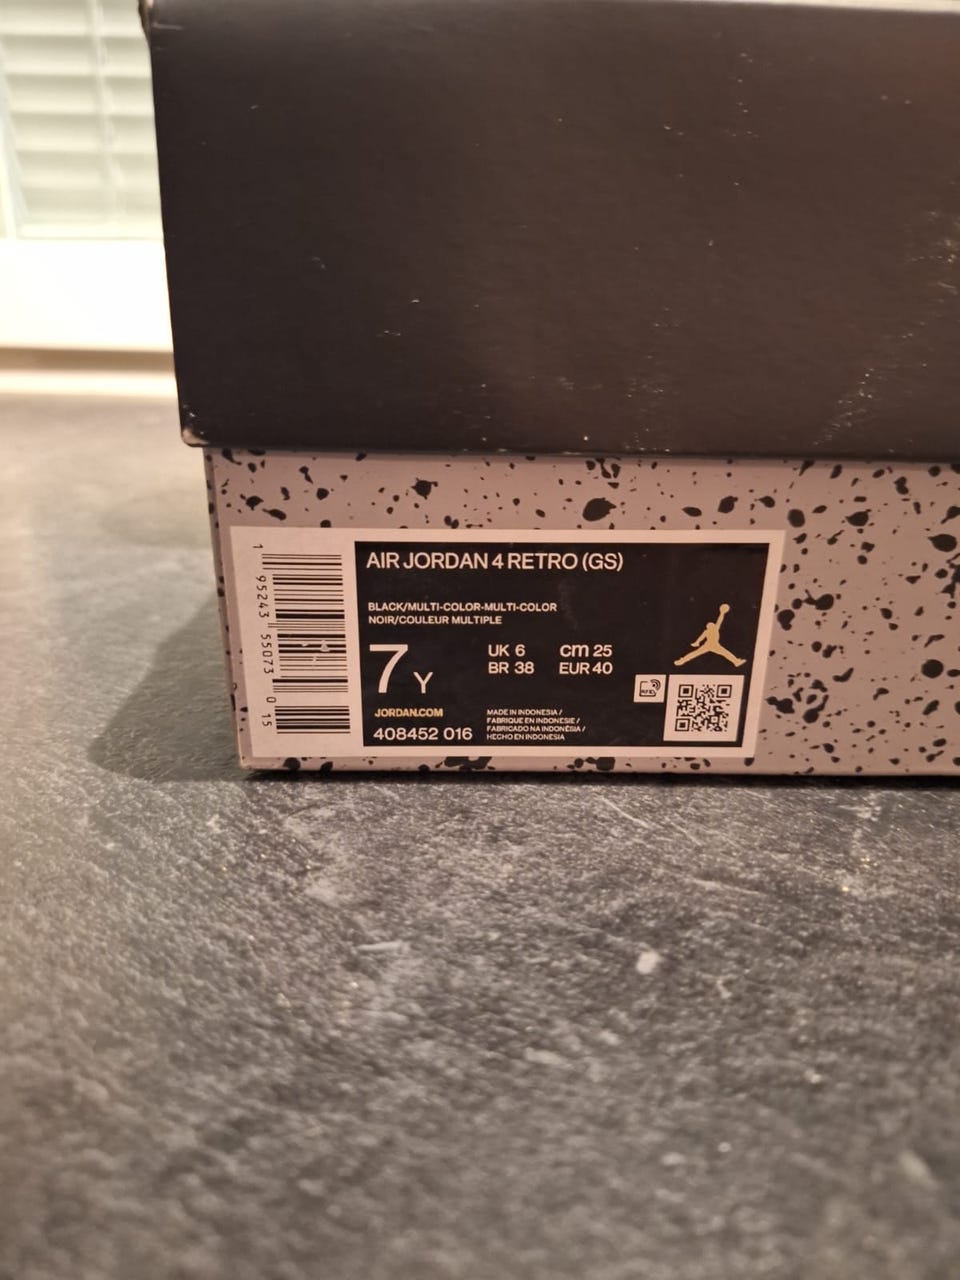 AIR JORDAN 4 RETRO (GS)
BLACK/MULTI-COLOR-MULTI-COLOR
NOIR/COULEUR MULTIPLE
7 Y
UK 6 cm 25
BR 38 EUR 40
JORDAN.COM
408452 016
MADE IN INDONESIA /
FABRIQUE EN INDONESIE /
FABRICADO NA INDONÉSIA /
HECHO EN INDONESIA
RFID
1 95243 55073 0 15